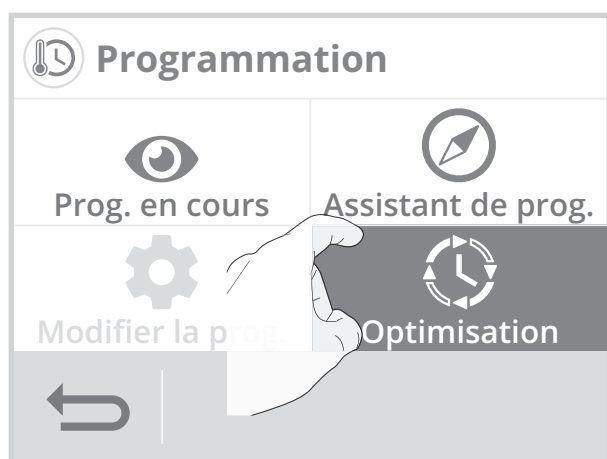 Programmation
Prog. en cours
Assistant de prog.
Modifier la prog.
Optimisation